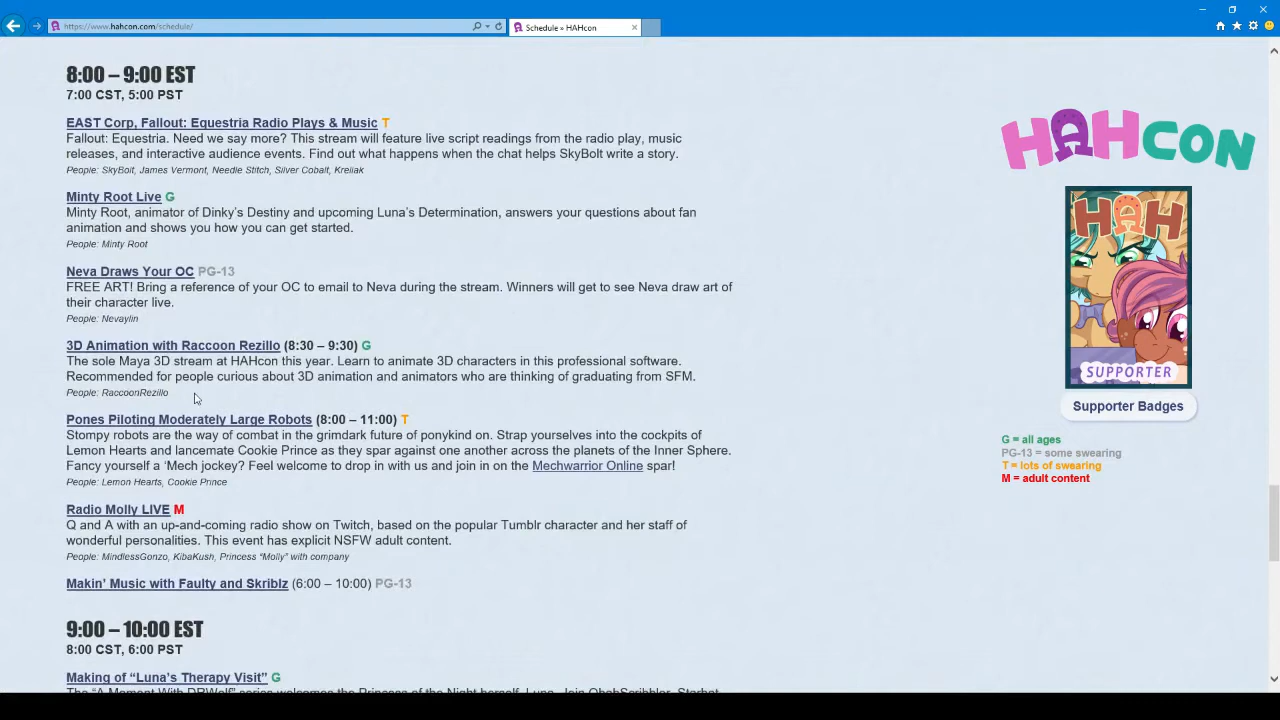 https://www.hahcon.com/schedule/
Schedule » HAHcon
8:00 – 9:00 EST
7:00 CST, 5:00 PST
EAST Corp, Fallout: Equestria Radio Plays & Music T
Fallout: Equestria. Need we say more? This stream will feature live script readings from the radio play, music
releases, and interactive audience events. Find out what happens when the chat helps SkyBolt write a story.
People: SkyBolt, James Vermont, Needle Stitch, Silver Cobalt, Kreliak
Minty Root Live G
Minty Root, animator of Dinky's Destiny and upcoming Luna's Determination, answers your questions about fan
animation and shows you how you can get started.
People: Minty Root
Neva Draws Your OC PG-13
FREE ART! Bring a reference of your OC to email to Neva during the stream. Winners will get to see Neva draw art of
their character live.
People: Nevaylin
3D Animation with Raccoon Rezillo (8:30 – 9:30) G
The sole Maya 3D stream at HAHcon this year. Learn to animate 3D characters in this professional software.
Recommended for people curious about 3D animation and animators who are thinking of graduating from SFM.
People: RaccoonRezillo
Pones Piloting Moderately Large Robots (8:00 – 11:00) T
Stompy robots are the way of combat in the grimdark future of ponykind on. Strap yourselves into the cockpits of
Lemon Hearts and lancemate Cookie Prince as they spar against one another across the planets of the Inner Sphere.
Fancy yourself a 'Mech jockey? Feel welcome to drop in with us and join in on the Mechwarrior Online spar!
People: Lemon Hearts, Cookie Prince
Radio Molly LIVE M
Q and A with an up-and-coming radio show on Twitch, based on the popular Tumblr character and her staff of
wonderful personalities. This event has explicit NSFW adult content.
People: MindlessGonzo, KibaKush, Princess "Molly" with company
Makin' Music with Faulty and Skriblz (6:00 – 10:00) PG-13
9:00 – 10:00 EST
8:00 CST, 6:00 PST
Making of "Luna's Therapy Visit" G
The "A Moment With DRWolf" series welcomes the Princess of the Night herself, Luna. Join ObabScribbler, Starbat,
HAHCON
HAH
SUPPORTER
Supporter Badges
G = all ages
PG-13 = some swearing
T = lots of swearing
M = adult content